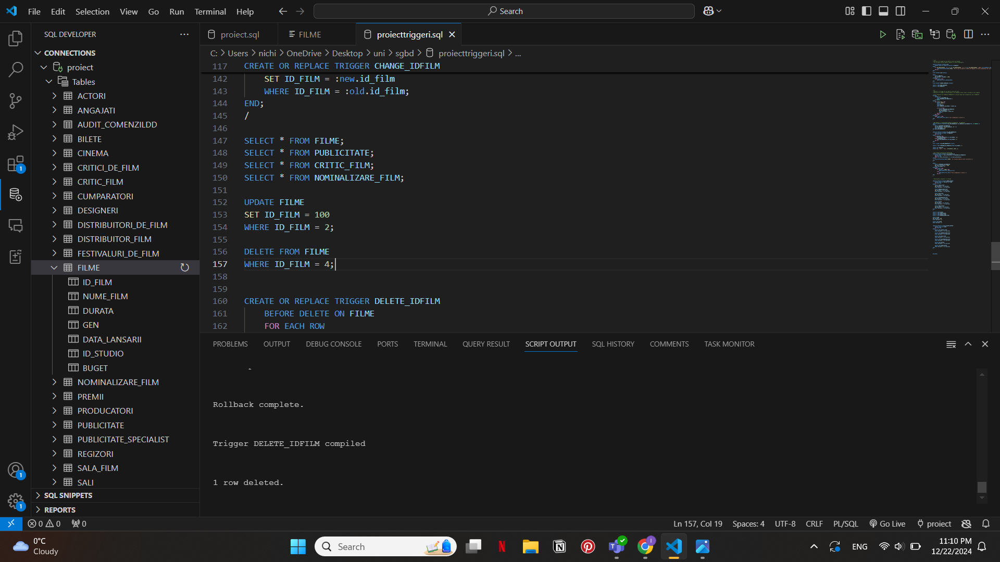 File Edit Selection View Go Run Terminal Help
Search
SQL DEVELOPER
CONNECTIONS
proiect
Tables
ACTORI
ANGAJATI
AUDIT_COMENZILDD
BILETE
CINEMA
CRITICI_DE_FILM
CRITIC_FILM
CUMPARATORI
DESIGNERI
DISTRIBUITORI_DE_FILM
DISTRIBUITOR_FILM
FESTIVALURI_DE_FILM
FILME
ID_FILM
NUME_FILM
DURATA
GEN
DATA_LANSARII
ID_STUDIO
BUGET
NOMINALIZARE_FILM
PREMII
PRODUCATORI
PUBLICITATE
PUBLICITATE_SPECIALIST
REGIZORI
SALA_FILM
SALI
SQL SNIPPETS
REPORTS
1
1
1
proiect.sql
FILME
proiecttriggeri.sql
C: > Users > nichi > OneDrive > Desktop > uni > sgbd > proiecttriggeri.sql > ...
117 CREATE OR REPLACE TRIGGER CHANGE_IDFILM
142 SET ID_FILM = :new.id_film
143 WHERE ID_FILM = :old.id_film;
144 END;
145 /
146
147 SELECT * FROM FILME;
148 SELECT * FROM PUBLICITATE;
149 SELECT * FROM CRITIC_FILM;
150 SELECT * FROM NOMINALIZARE_FILM;
151
152 UPDATE FILME
153 SET ID_FILM = 100
154 WHERE ID_FILM = 2;
155
156 DELETE FROM FILME
157 WHERE ID_FILM = 4;
158
159
160 CREATE OR REPLACE TRIGGER DELETE_IDFILM
161 BEFORE DELETE ON FILME
162 FOR EACH ROW
PROBLEMS OUTPUT DEBUG CONSOLE PORTS TERMINAL QUERY RESULT SCRIPT OUTPUT SQL HISTORY COMMENTS TASK MONITOR
Rollback complete.
Trigger DELETE_IDFILM compiled
1 row deleted.
0 0 0
Ln 157, Col 19 Spaces: 4 UTF-8 CRLF PL/SQL Go Live proiect
0°C
Cloudy
Search
N
ENG
11:10 PM
12/22/2024